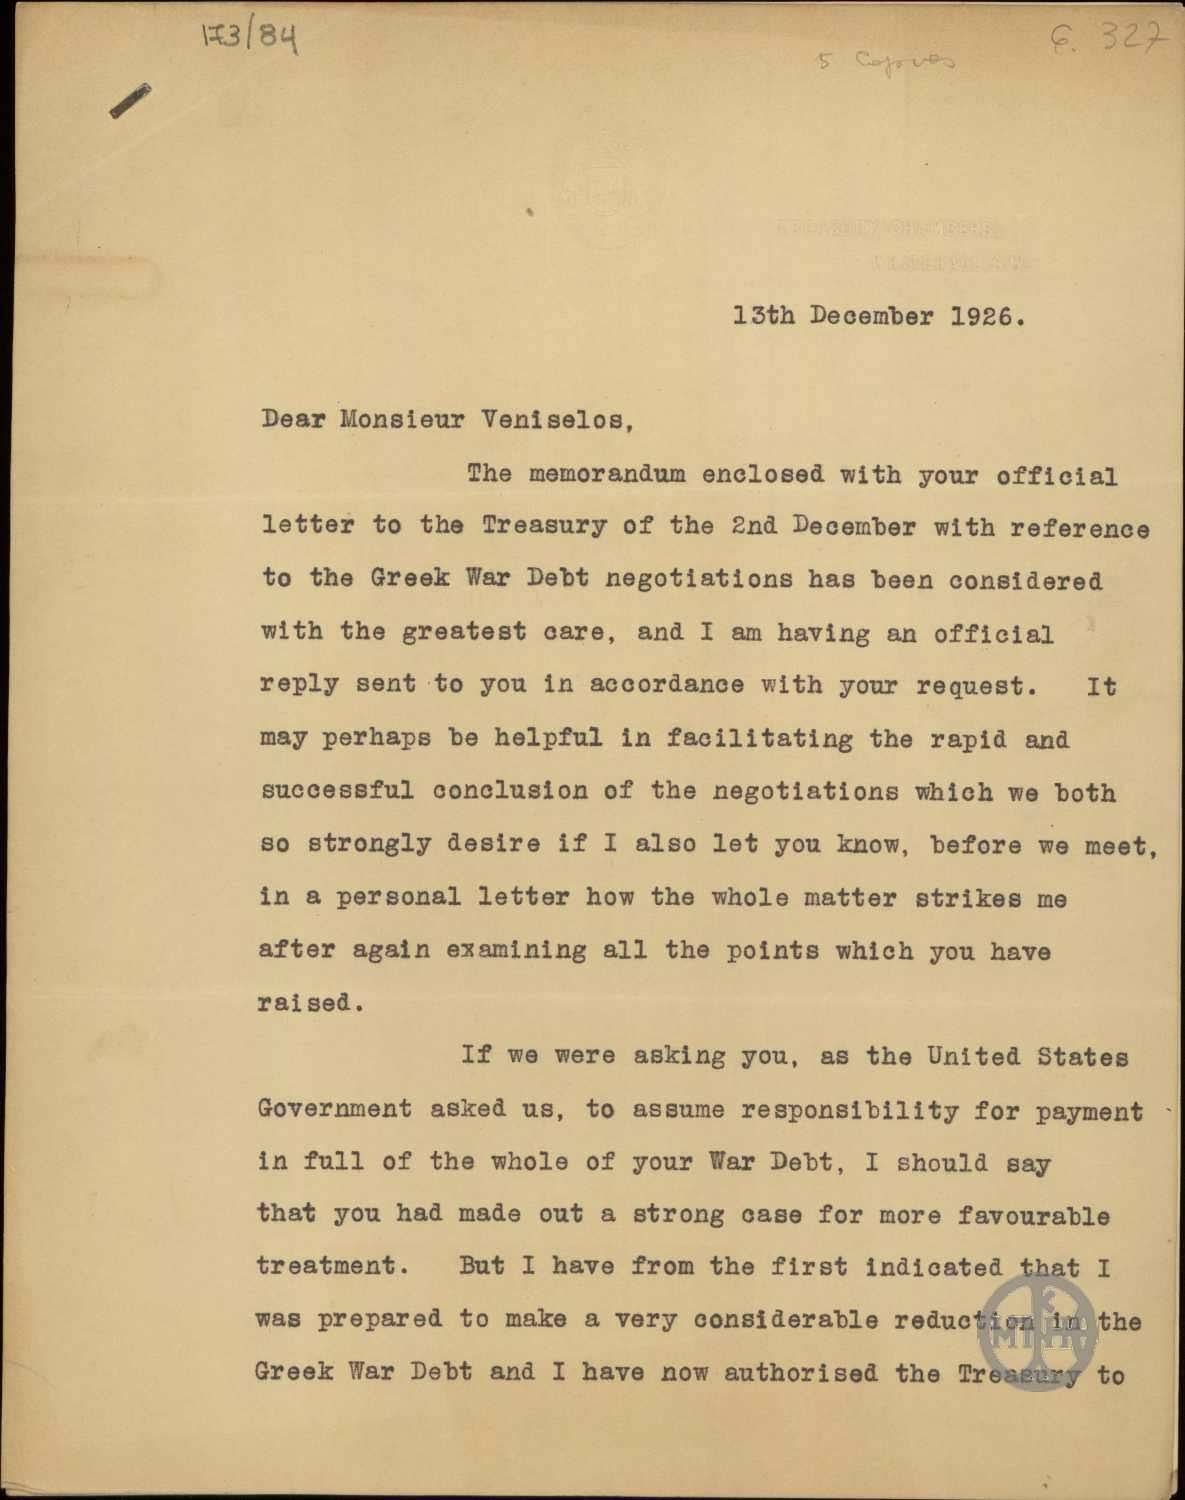 173/84
6. 327
5 Copies
TREASURY CHAMBERS,
WHITEHALL, S.W.
13th December 1926.
Dear Monsieur Veniselos,
The memorandum enclosed with your official
letter to the Treasury of the 2nd December with reference
to the Greek War Debt negotiations has been considered
with the greatest care, and I am having an official
reply sent to you in accordance with your request. It
may perhaps be helpful in facilitating the rapid and
successful conclusion of the negotiations which we both
so strongly desire if I also let you know, before we meet,
in a personal letter how the whole matter strikes me
after again examining all the points which you have
raised.
If we were asking you, as the United States
Government asked us, to assume responsibility for payment
in full of the whole of your War Debt, I should say
that you had made out a strong case for more favourable
treatment. But I have from the first indicated that I
was prepared to make a very considerable reduction in the
Greek War Debt and I have now authorised the Treasury to